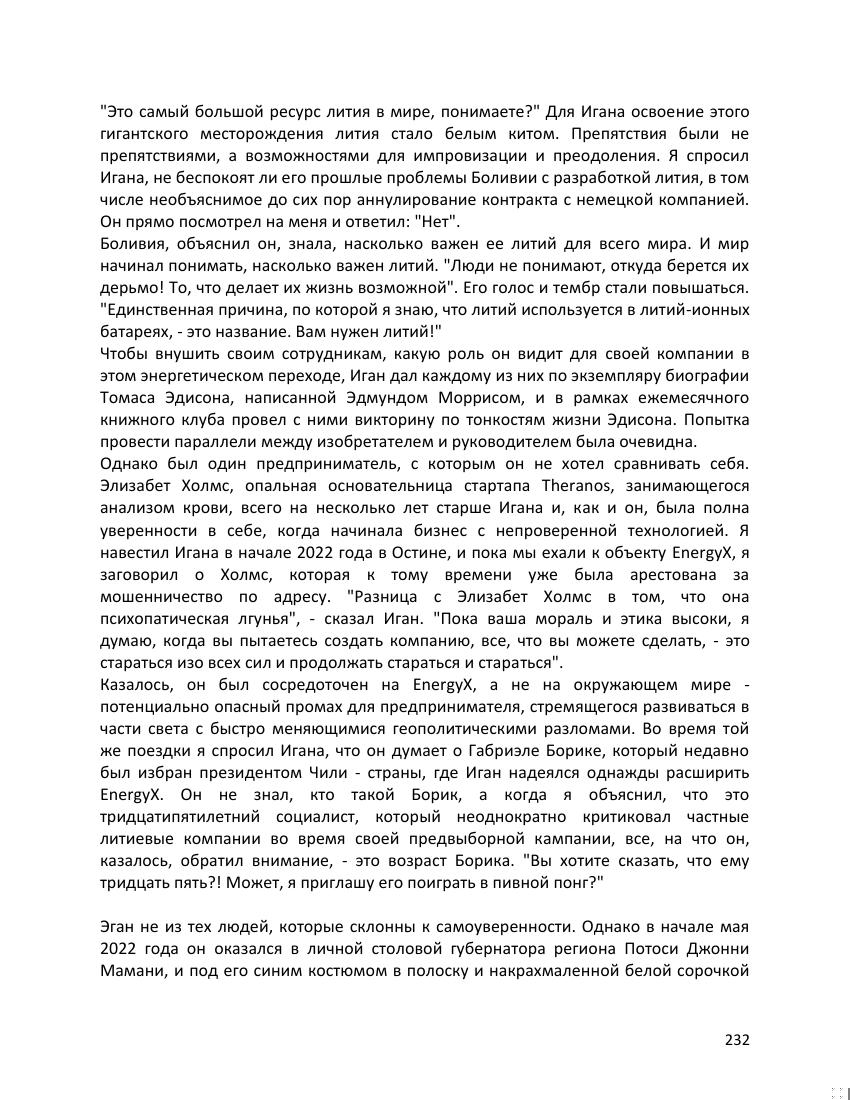 "Это самый большой ресурс лития в мире, понимаете?" Для Игана освоение этого
гигантского месторождения лития стало белым китом. Препятствия были не
препятствиями, а возможностями для импровизации и преодоления. Я спросил
Игана, не беспокоят ли его прошлые проблемы Боливии с разработкой лития, в том
числе необъяснимое до сих пор аннулирование контракта с немецкой компанией.
Он прямо посмотрел на меня и ответил: "Нет".
Боливия, объяснил он, знала, насколько важен ее литий для всего мира. И мир
начинал понимать, насколько важен литий. "Люди не понимают, откуда берется их
дерьмо! То, что делает их жизнь возможной". Его голос и тембр стали повышаться.
"Единственная причина, по которой я знаю, что литий используется в литий-ионных
батареях, - это название. Вам нужен литий!"
Чтобы внушить своим сотрудникам, какую роль он видит для своей компании в
этом энергетическом переходе, Иган дал каждому из них по экземпляру биографии
Томаса Эдисона, написанной Эдмундом Моррисом, и в рамках ежемесячного
книжного клуба провел с ними викторину по тонкостям жизни Эдисона. Попытка
провести параллели между изобретателем и руководителем была очевидна.
Однако был один предприниматель, с которым он не хотел сравнивать себя.
Элизабет Холмс, опальная основательница стартапа Theranos, занимающегося
анализом крови, всего на несколько лет старше Игана и, как и он, была полна
уверенности в себе, когда начинала бизнес с непроверенной технологией. Я
навестил Игана в начале 2022 года в Остине, и пока мы ехали к объекту EnergyX, я
заговорил о Холмс, которая к тому времени уже была арестована за
мошенничество по адресу. "Разница с Элизабет Холмс в том, что она
психопатическая лгунья", - сказал Иган. "Пока ваша мораль и этика высоки, я
думаю, когда вы пытаетесь создать компанию, все, что вы можете сделать, - это
стараться изо всех сил и продолжать стараться и стараться".
Казалось, он был сосредоточен на EnergyX, а не на окружающем мире -
потенциально опасный промах для предпринимателя, стремящегося развиваться в
части света с быстро меняющимися геополитическими разломами. Во время той
же поездки я спросил Игана, что он думает о Габриэле Борике, который недавно
был избран президентом Чили - страны, где Иган надеялся однажды расширить
EnergyX. Он не знал, кто такой Борик, а когда я объяснил, что это
тридцатипятилетний социалист, который неоднократно критиковал частные
литиевые компании во время своей предвыборной кампании, все, на что он,
казалось, обратил внимание, - это возраст Борика. "Вы хотите сказать, что ему
тридцать пять?! Может, я приглашу его поиграть в пивной понг?"
Эган не из тех людей, которые склонны к самоуверенности. Однако в начале мая
2022 года он оказался в личной столовой губернатора региона Потоси Джонни
Мамани, и под его синим костюмом в полоску и накрахмаленной белой сорочкой
232